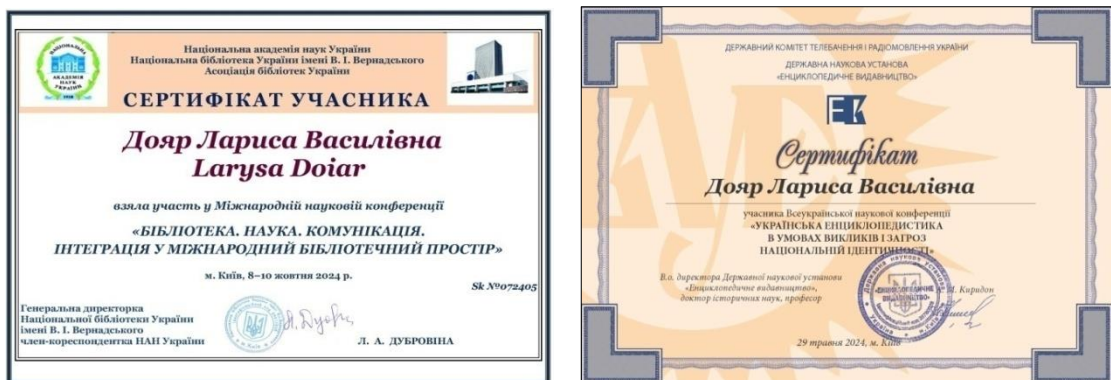 Національна академія наук України
Національна бібліотека України імені В. І. Вернадського
Асоціація бібліотек України
СЕРТИФІКАТ УЧАСНИКА
Дояр Лариса Василівна
Larysa Doiar
взяла участь у Міжнародній науковій конференції
«БІБЛІОТЕКА. НАУКА. КОМУНІКАЦІЯ.
ІНТЕГРАЦІЯ У МІЖНАРОДНИЙ БІБЛІОТЕЧНИЙ ПРОСТІР»
м. Київ, 8–10 жовтня 2024 р.
Sk №072405
Генеральна директорка
Національної бібліотеки України
імені В. І. Вернадського
член-кореспондентка НАН України
Л. А. ДУБРОВІНА
ДЕРЖАВНИЙ КОМІТЕТ ТЕЛЕБАЧЕННЯ І РАДІОМОВЛЕННЯ УКРАЇНИ
ДЕРЖАВНА НАУКОВА УСТАНОВА
«ЕНЦИКЛОПЕДИЧНЕ ВИДАВНИЦТВО»
Сертифікат
Дояр Лариса Василівна
учасника Всеукраїнської наукової конференції
«УКРАЇНСЬКА ЕНЦИКЛОПЕДИСТИКА
В УМОВАХ ВИКЛИКІВ І ЗАГРОЗ
НАЦІОНАЛЬНІЙ ІДЕНТИЧНОСТІ»
В.о. директора Державної наукової установи
«Енциклопедичне видавництво»,
доктор історичних наук, професор
Киридон
29 травня 2024, м. Київ